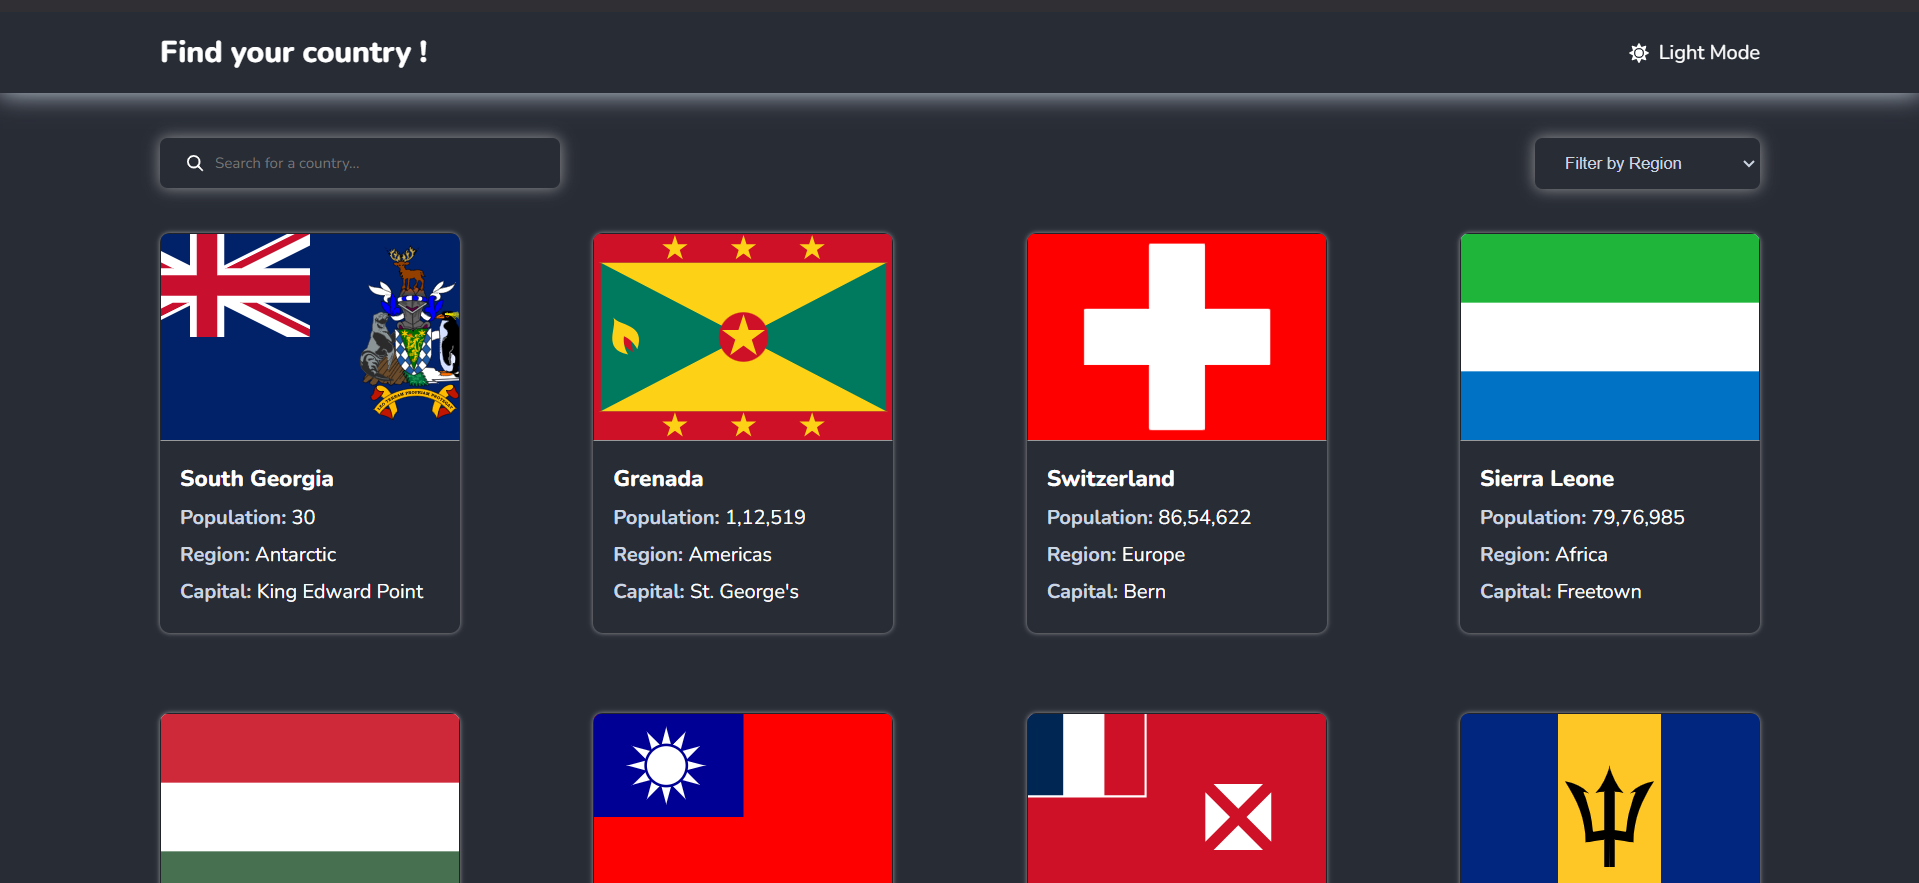 Find your country !
Light Mode
Search for a country...
Filter by Region
South Georgia
Population: 30
Region: Antarctic
Capital: King Edward Point
Grenada
Population: 1,12,519
Region: Americas
Capital: St. George's
Switzerland
Population: 86,54,622
Region: Europe
Capital: Bern
Sierra Leone
Population: 79,76,985
Region: Africa
Capital: Freetown